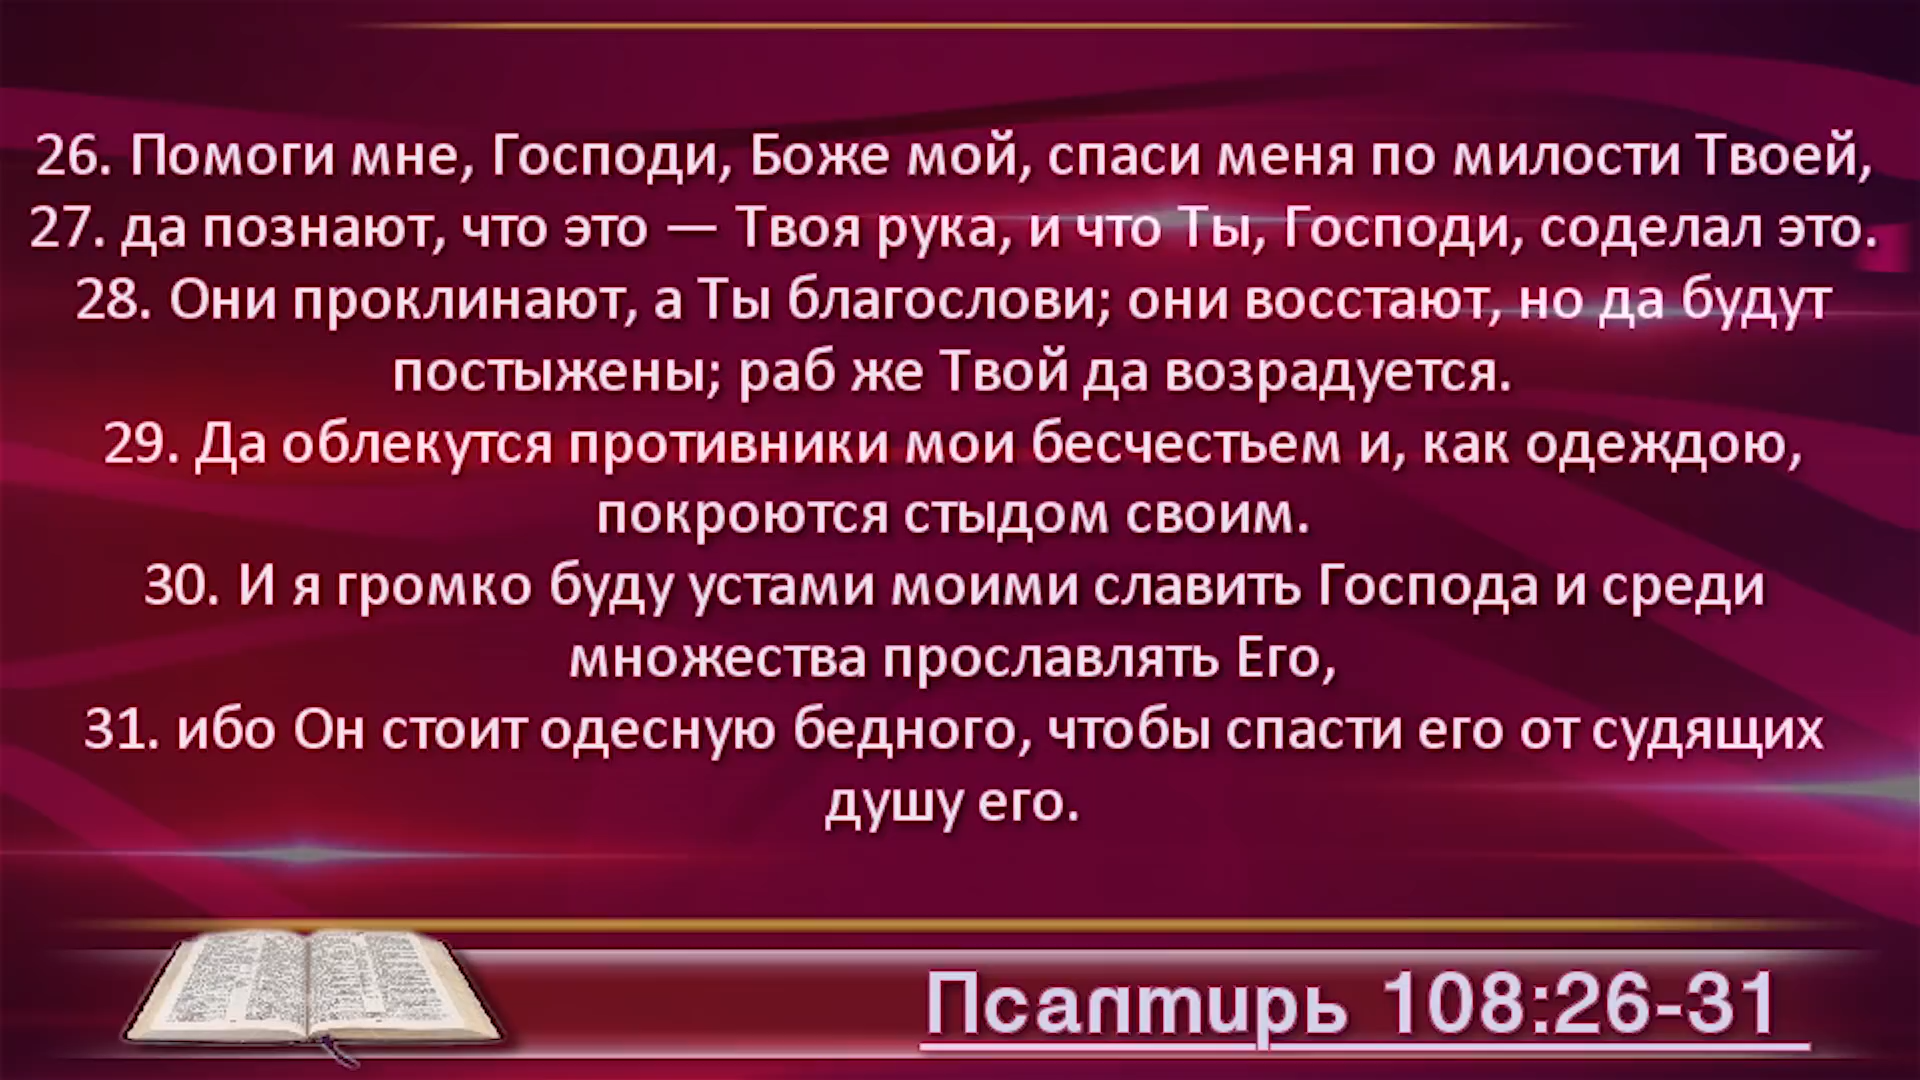 26. Помоги мне, Господи, Боже мой, спаси меня по милости Твоей,
27. да познают, что это — Твоя рука, и что Ты, Господи, соделал это.
28. Они проклинают, а Ты благослови; они восстают, но да будут
постыжены; раб же Твой да возрадуется.
29. Да облекутся противники мои бесчестьем и, как одеждою,
покроются стыдом своим.
30. И я громко буду устами моими славить Господа и среди
множества прославлять Его,
31. ибо Он стоит одесную бедного, чтобы спасти его от судящих
душу его.
Псалтирь 108:26-31